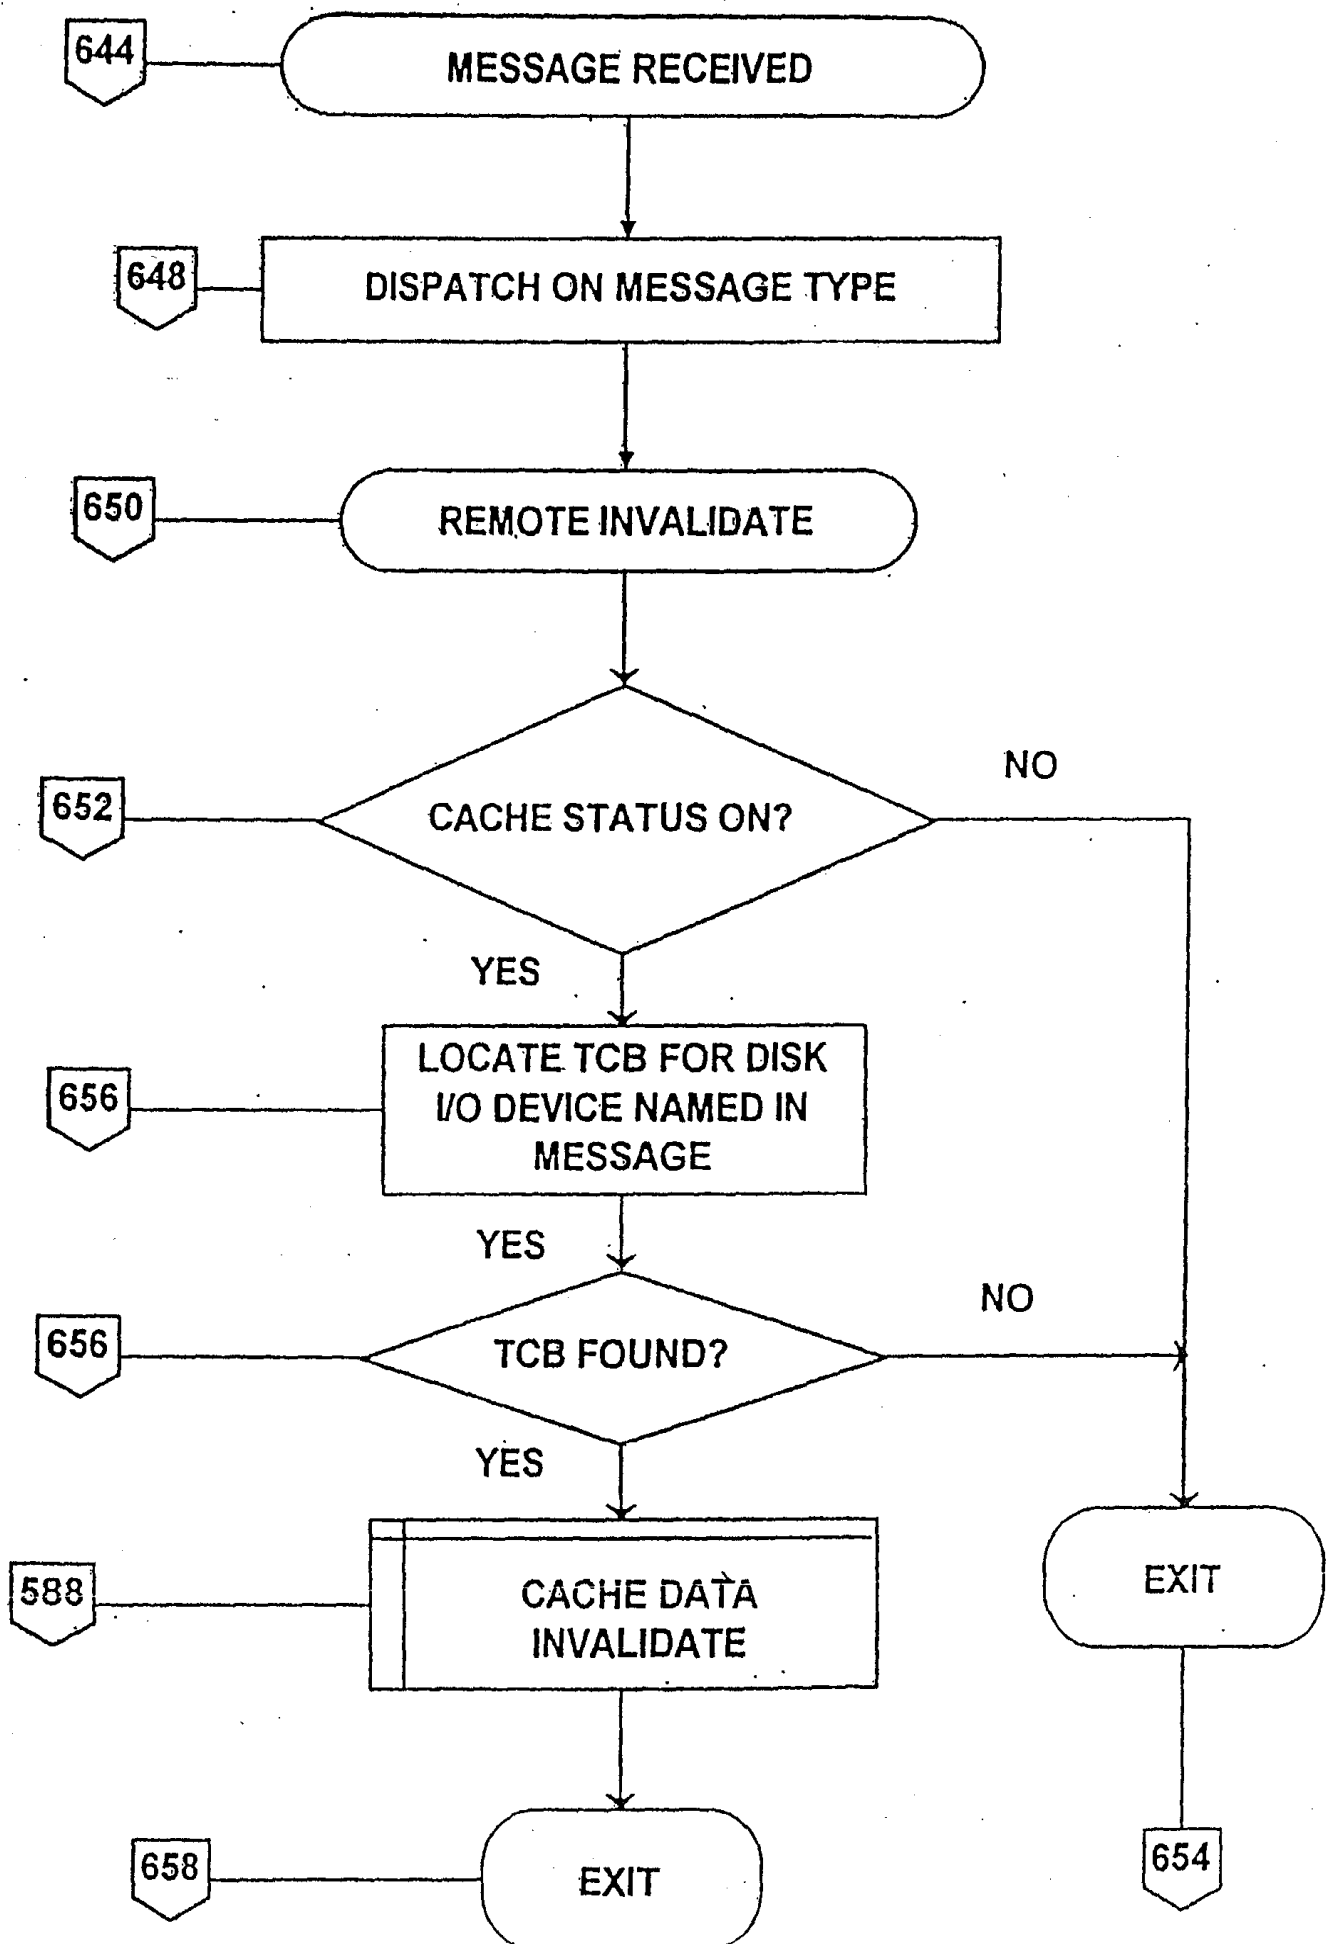 644
MESSAGE RECEIVED
648
DISPATCH ON MESSAGE TYPE
650
REMOTE INVALIDATE
652
CACHE STATUS ON?
NO
YES
656
LOCATE TCB FOR DISK
I/O DEVICE NAMED IN
MESSAGE
YES
656
TCB FOUND?
NO
YES
588
CACHE DATA
INVALIDATE
EXIT
658
EXIT
654